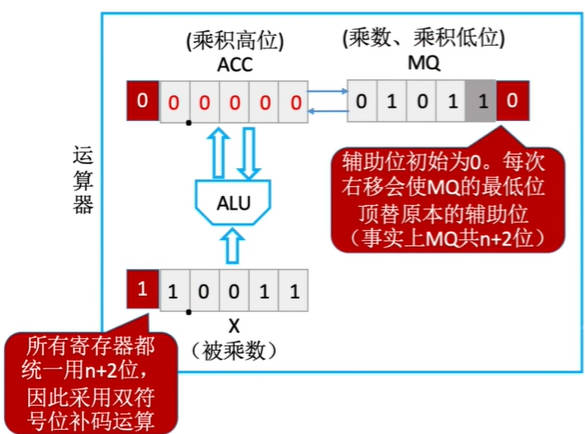 (乘积高位)
ACC
(乘数、乘积低位)
MQ
0 0 0 0 0 0
0 1 0 1 1 0
运算器
ALU
辅助位初始为0。每次
右移会使MQ的最低位
顶替原本的辅助位
（事实上MQ共n+2位）
1 1 0 0 1 1
X
（被乘数）
所有寄存器都
统一用n+2位，
因此采用双符
号位补码运算